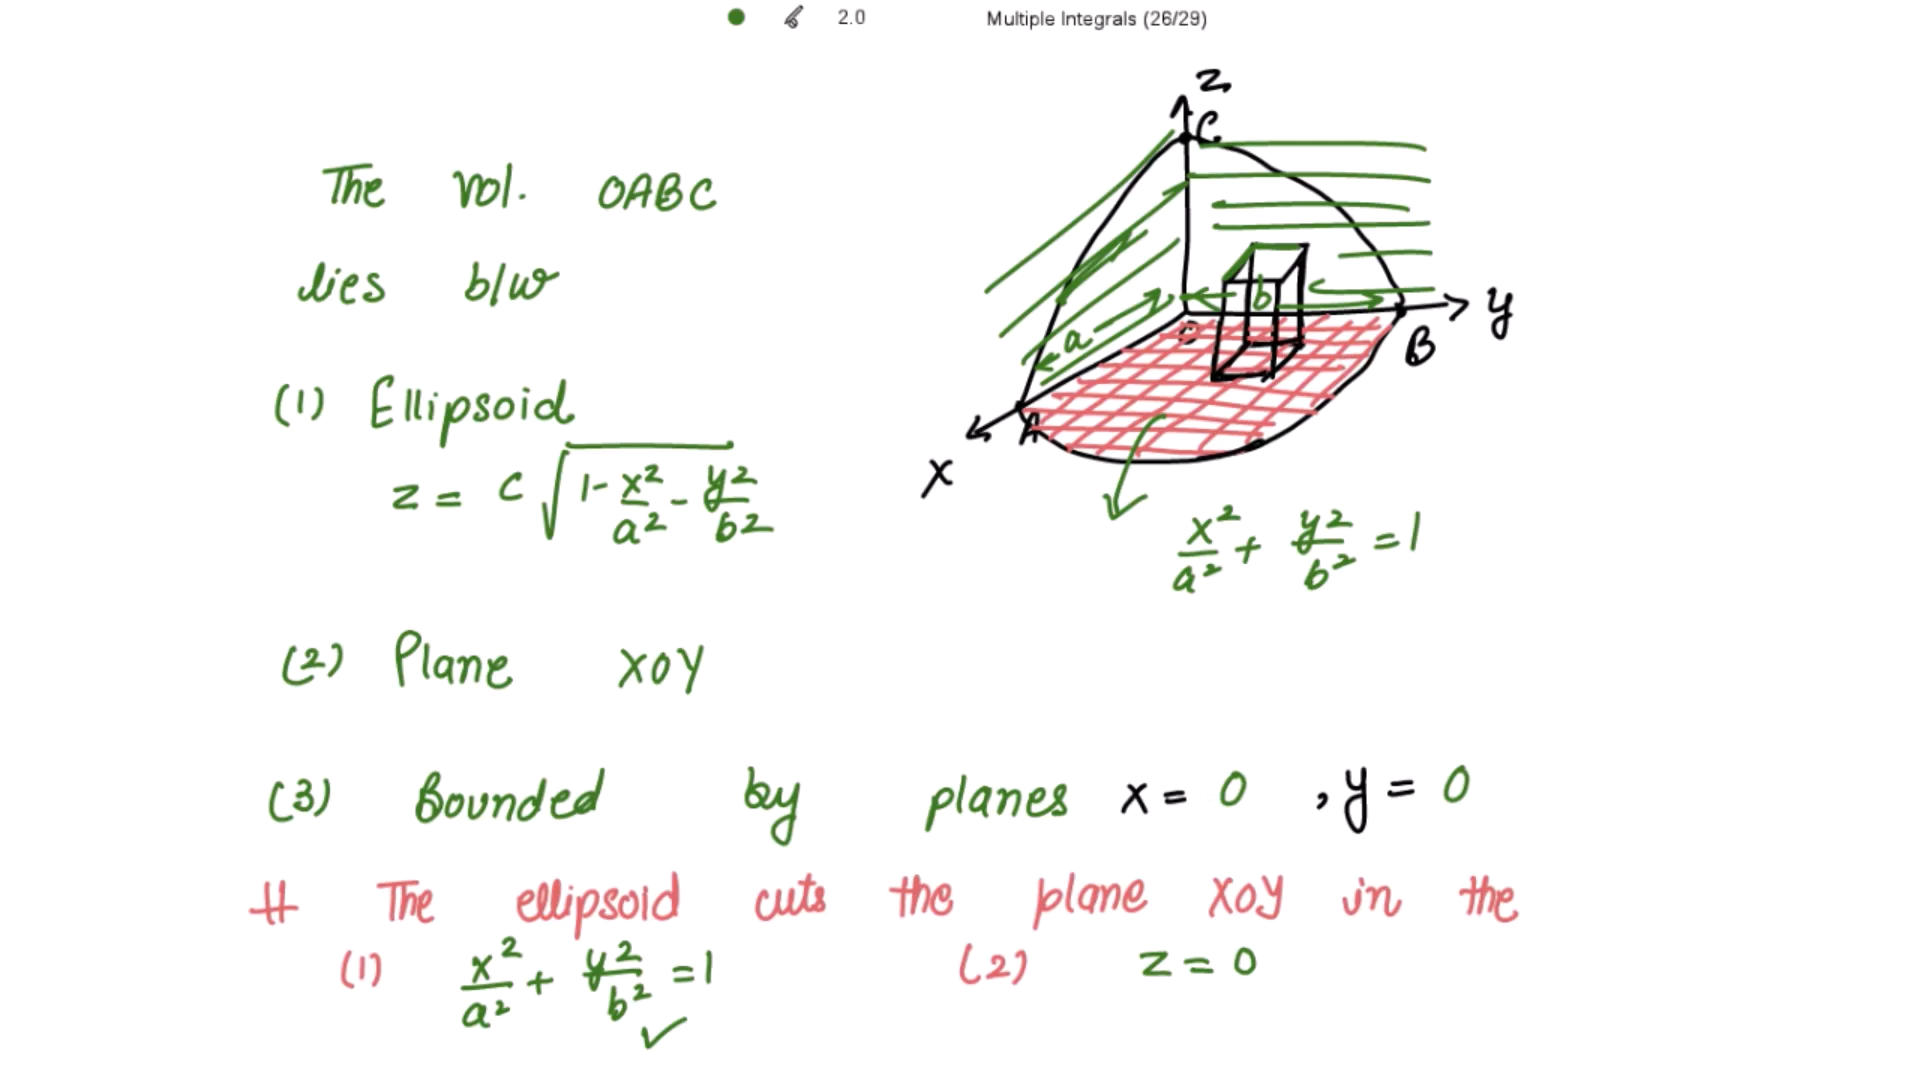 2.0 Multiple Integrals (26/29)
The vol. OABC
lies b/w
(1) Ellipsoid
z = c √(1 - x²/a² - y²/b²)
z
C
a
b
O
y
B
A
x
x²/a² + y²/b² = 1
(2) Plane XOY
(3) Bounded by planes x = 0 , y = 0
# The ellipsoid cuts the plane XOY in the
(1) x²/a² + y²/b² = 1 (2) z = 0